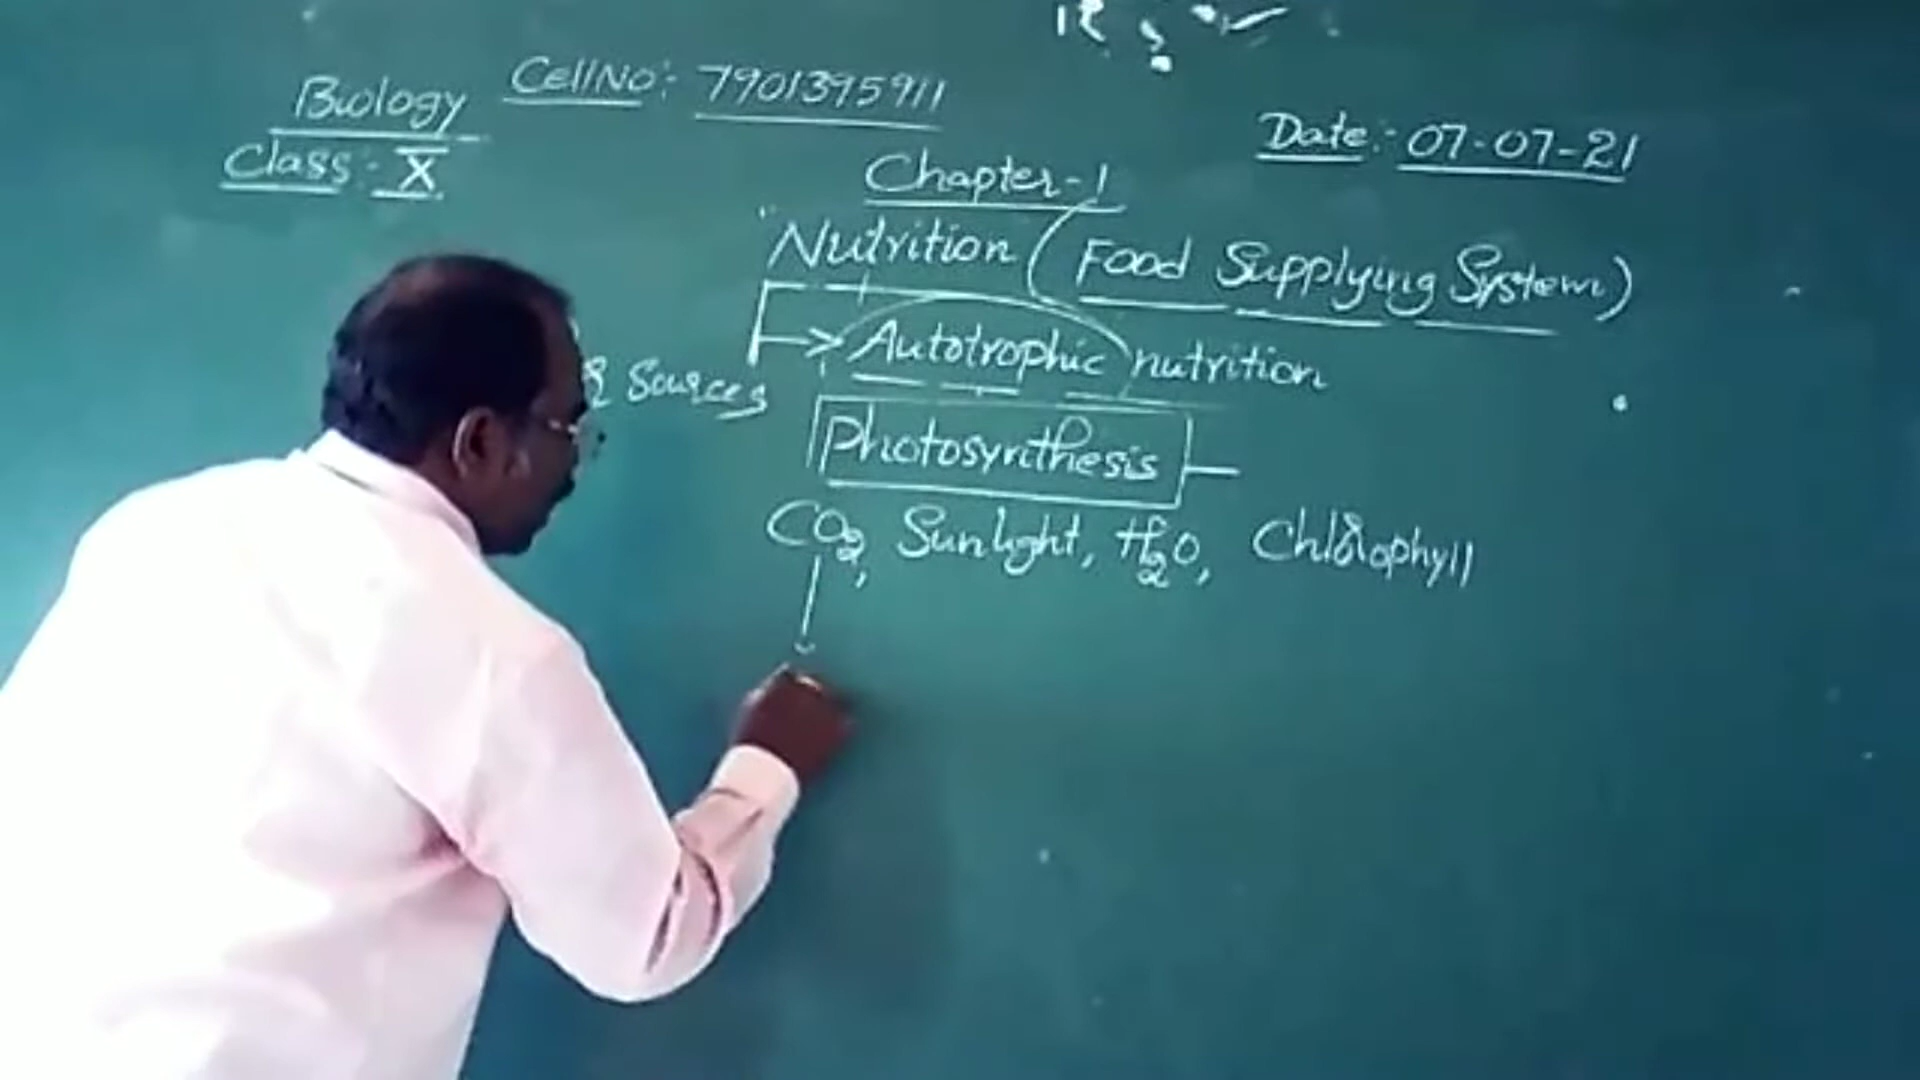 Biology
CellNo:- 7901395911
Class:- X
Date:- 07-07-21
Chapter-1
"Nutrition (Food Supplying System)
Autotrophic nutrition
Sources
Photosynthesis
CO2, Sunlight, H2O, Chlorophyll